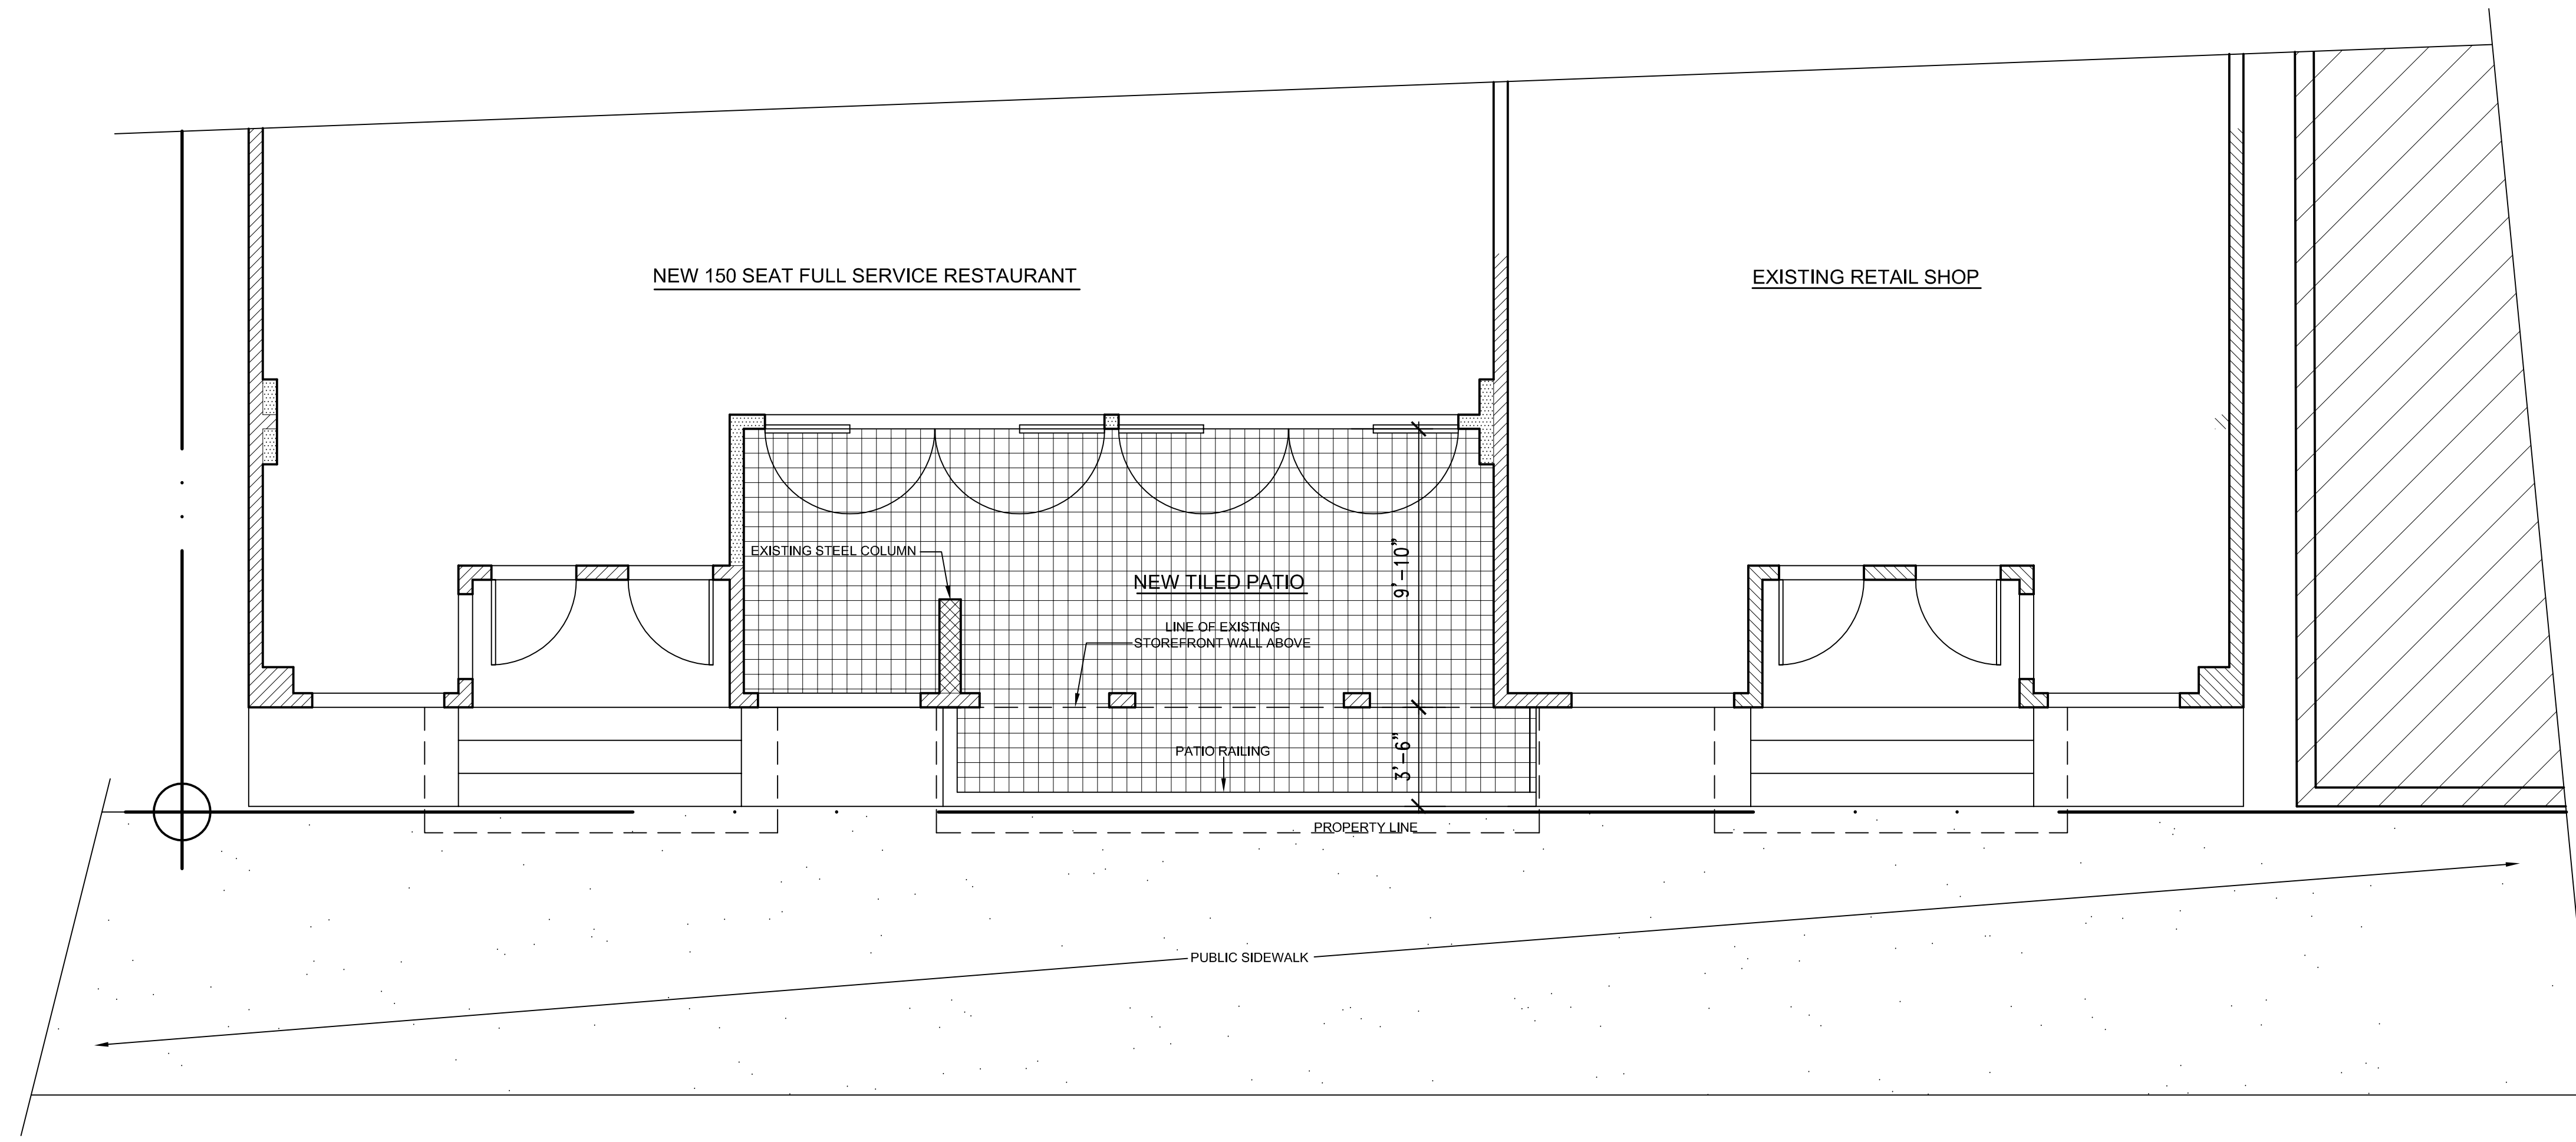 NEW 150 SEAT FULL SERVICE RESTAURANT
EXISTING RETAIL SHOP
EXISTING STEEL COLUMN
NEW TILED PATIO
9'-10"
LINE OF EXISTING
STOREFRONT WALL ABOVE
PATIO RAILING
3'-6"
PROPERTY LINE
PUBLIC SIDEWALK